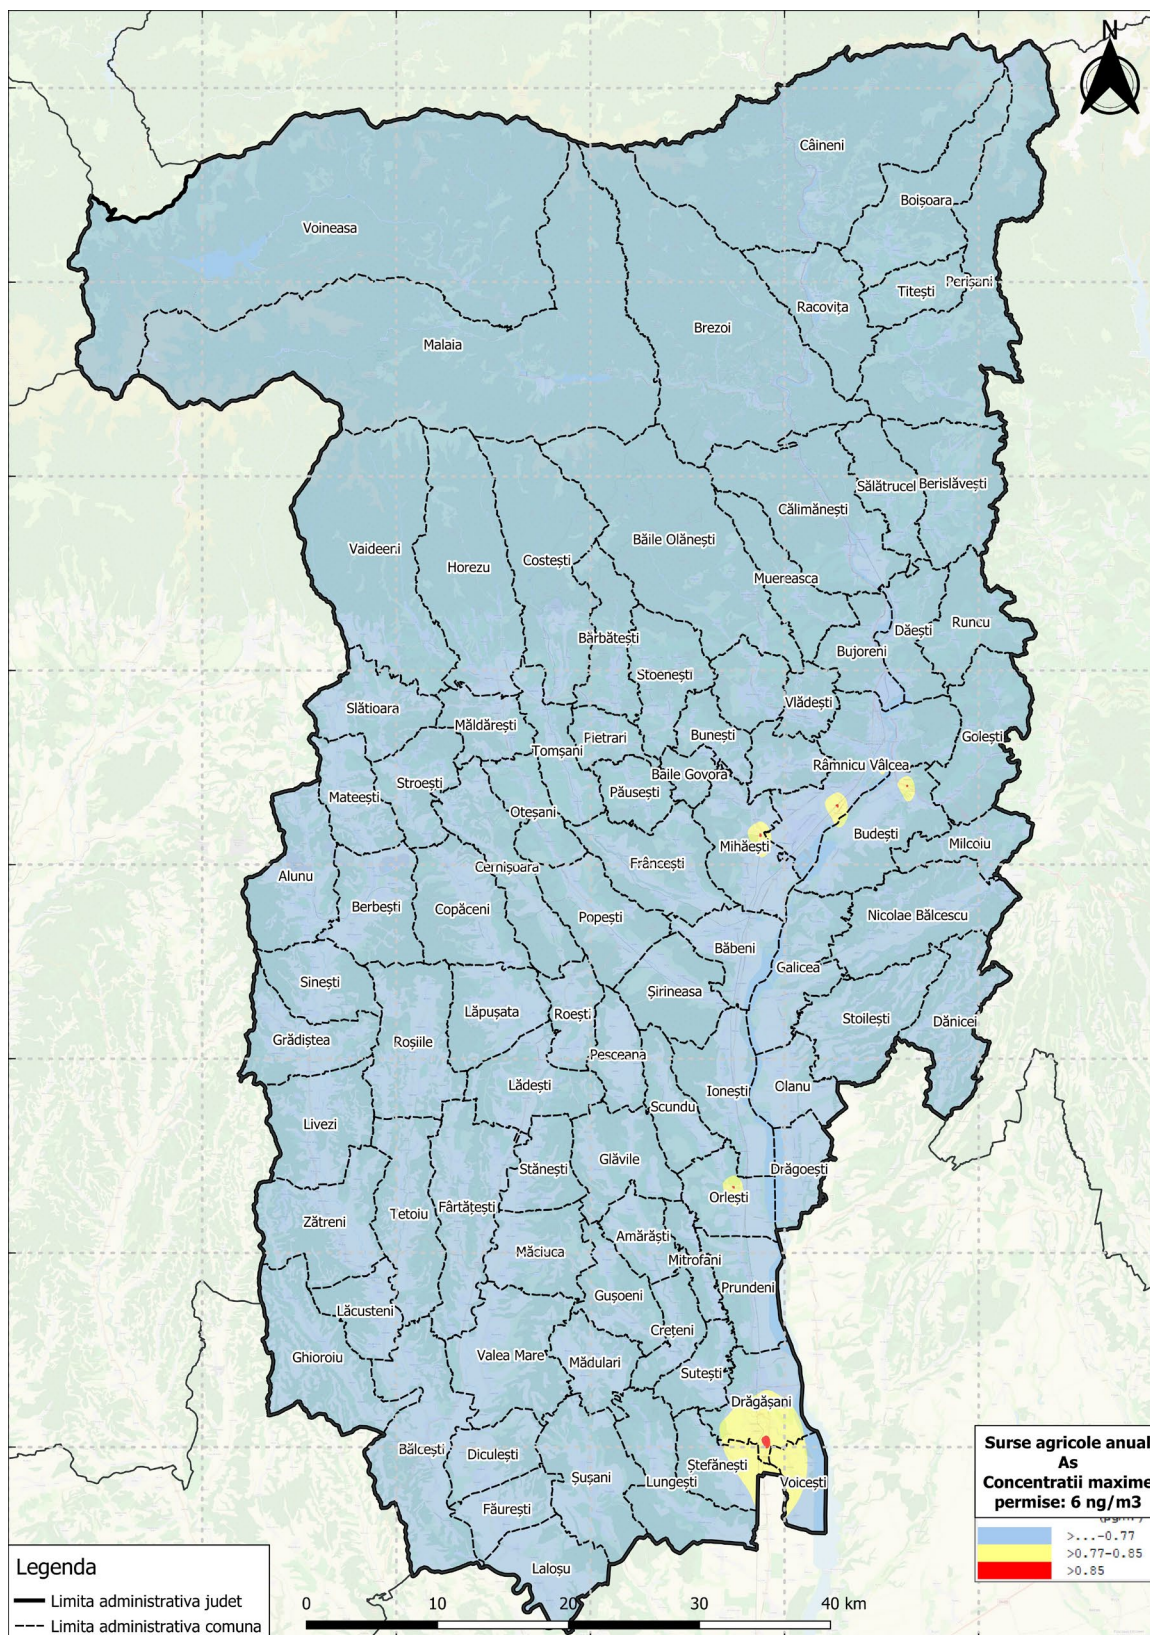 N
Câineni
Boișoara
Voineasa
Titești
Perișani
Racovița
Brezoi
Malaia
Sălătrucel
Berislăvești
Călimănești
Băile Olănești
Vaideeni
Costești
Horezu
Muereasca
Runcu
Dăești
Bărbătești
Bujoreni
Stoenești
Vlădești
Slătioara
Măldărești
Pietrari
Bunești
Golești
Tomșani
Râmnicu Vâlcea
Băile Govora
Stroești
Păusești
Mateești
Oteșani
Budești
Mihăești
Milcoiu
Frâncești
Cernișoara
Alunu
Berbești
Copăceni
Popești
Nicolae Bălcescu
Băbeni
Galicea
Sinești
Șirineasa
Lăpușata
Roești
Stoilești
Dănicei
Grădiștea
Roșiile
Pesceana
Lădești
Olanu
Ionești
Scundu
Livezi
Glăvile
Stănești
Drăgoești
Orlești
Fârtățești
Tetoiu
Zătreni
Amărăști
Măciuca
Mitrofani
Prundeni
Gușoeni
Lăcusteni
Crețeni
Ghioroiu
Valea Mare
Mădulari
Sutești
Drăgășani
Bălcești
Diculești
Ștefănești
Șușani
Lungești
Voicești
Făurești
Laloșu
Surse agricole anual
As
Concentratii maxime
permise: 6 ng/m3
>...-0.77
>0.77-0.85
>0.85
Legenda
Limita administrativa judet
Limita administrativa comuna
0 10 20 30 40 km